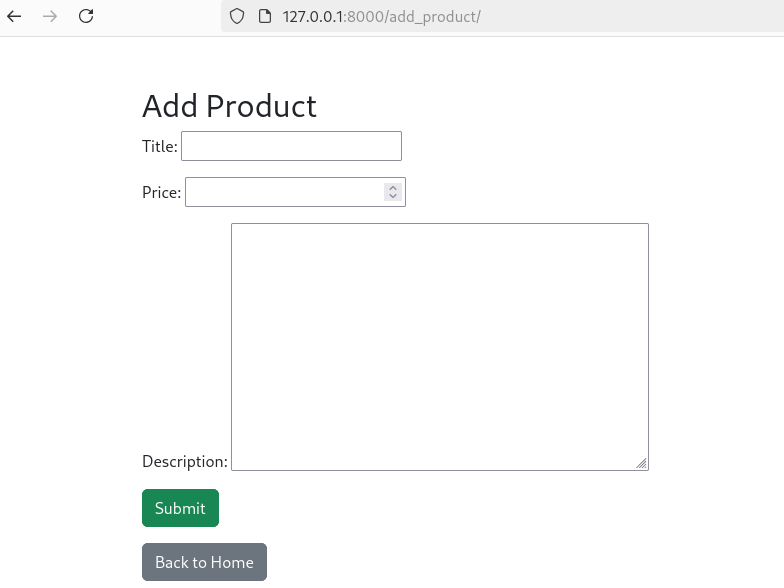 127.0.0.1:8000/add_product/
Add Product
Title:
Price:
Description:
Submit
Back to Home